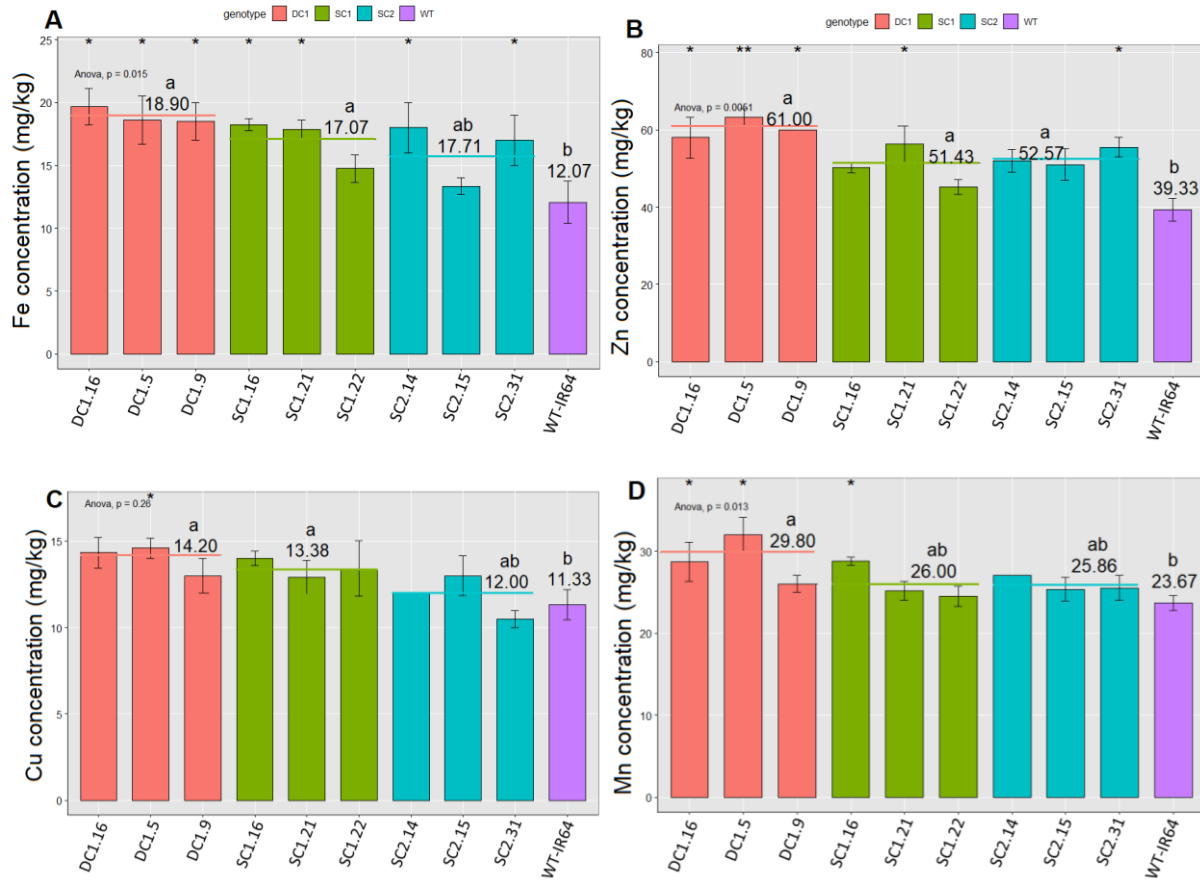 A
genotype DC1 SC1 SC2 WT
Fe concentration (mg/kg)
25
20
15
10
5
0
* * * * * * *
Anova, p = 0.015
a
18.90
a
17.07
ab
17.71
b
12.07
DC1.16 DC1.5 DC1.9 SC1.16 SC1.21 SC1.22 SC2.14 SC2.15 SC2.31 WT-IR64
B
genotype DC1 SC1 SC2 WT
Zn concentration (mg/kg)
80
60
40
20
0
* ** * * *
Anova, p = 0.0051
a
61.00
a
51.43
a
52.57
b
39.33
DC1.16 DC1.5 DC1.9 SC1.16 SC1.21 SC1.22 SC2.14 SC2.15 SC2.31 WT-IR64
C
Cu concentration (mg/kg)
15
10
5
0
*
Anova, p = 0.26
a
14.20
a
13.38
ab
12.00
b
11.33
DC1.16 DC1.5 DC1.9 SC1.16 SC1.21 SC1.22 SC2.14 SC2.15 SC2.31 WT-IR64
D
Mn concentration (mg/kg)
30
20
10
0
* * *
Anova, p = 0.013
a
29.80
ab
26.00
ab
25.86
b
23.67
DC1.16 DC1.5 DC1.9 SC1.16 SC1.21 SC1.22 SC2.14 SC2.15 SC2.31 WT-IR64